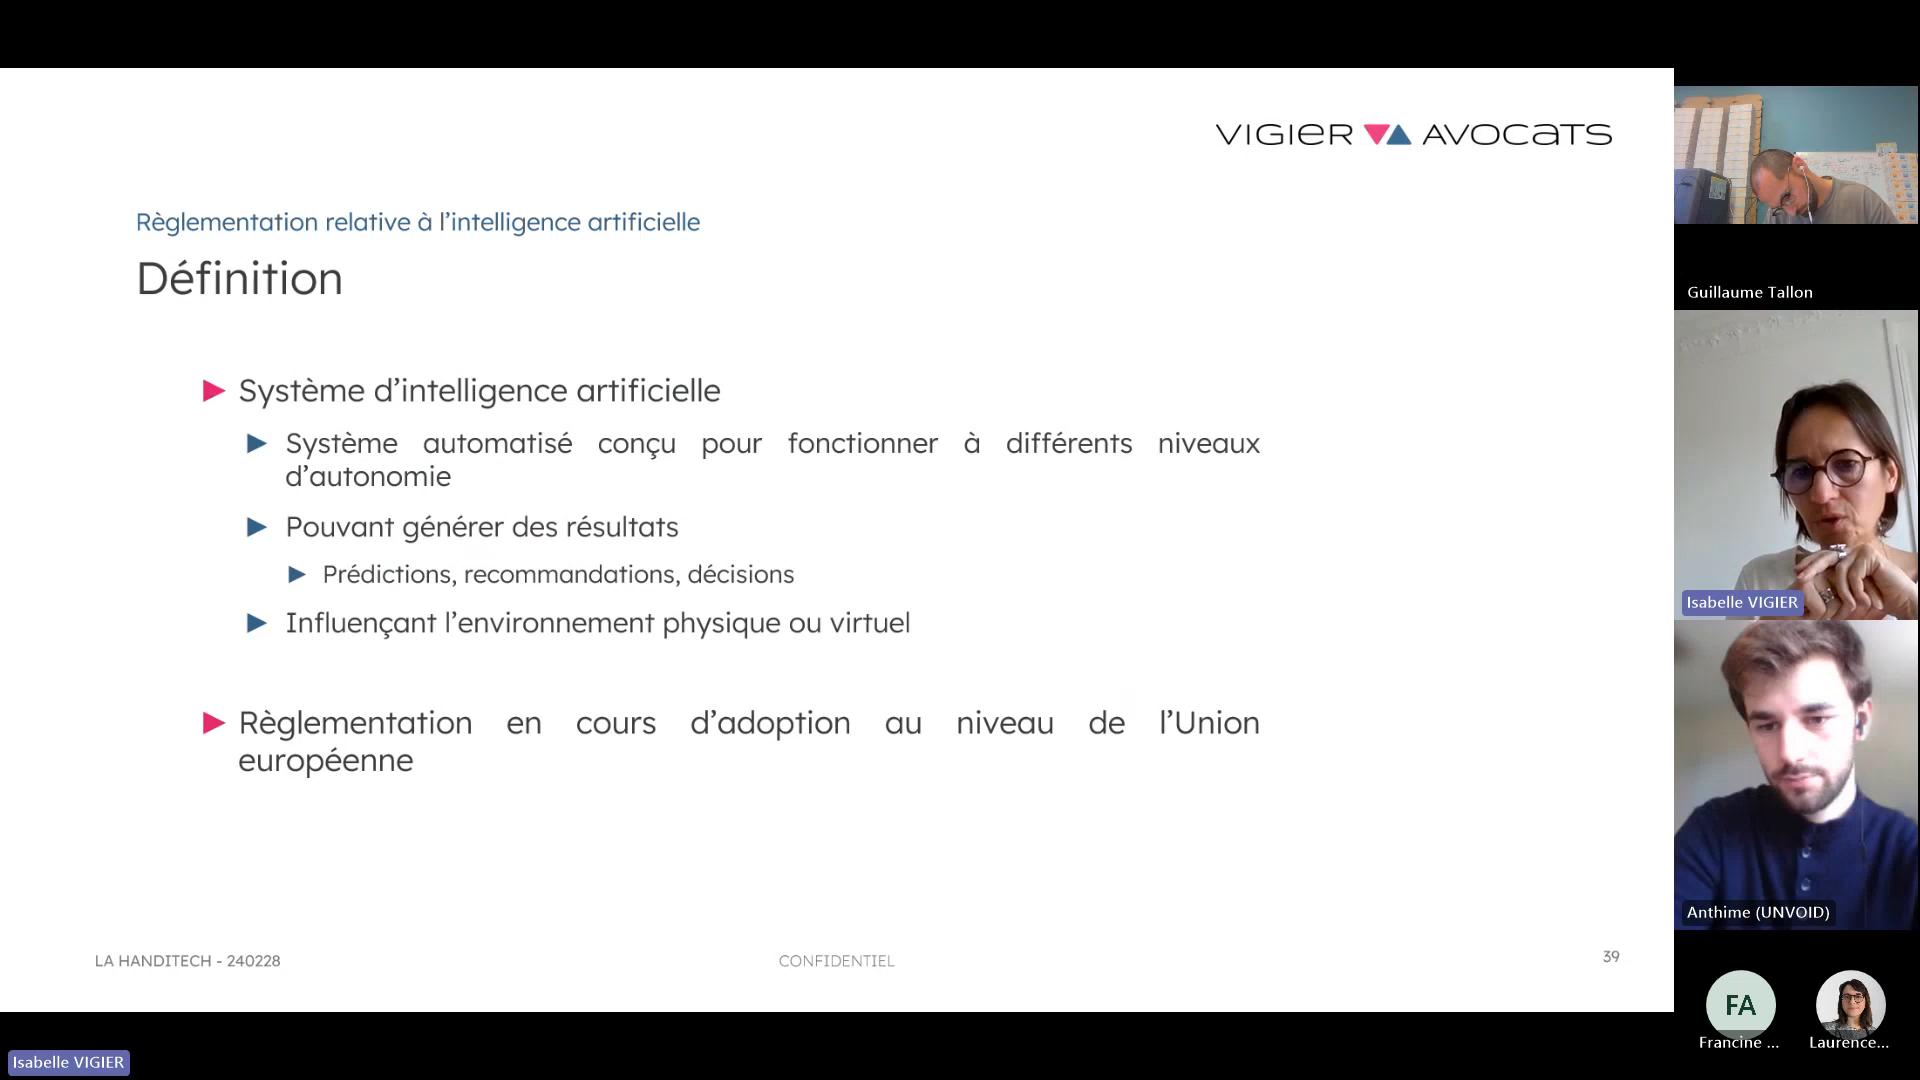 VIGIER AVOCATS
Règlementation relative à l'intelligence artificielle
Définition
Système d'intelligence artificielle
Système automatisé conçu pour fonctionner à différents niveaux
d'autonomie
Pouvant générer des résultats
Prédictions, recommandations, décisions
Influençant l'environnement physique ou virtuel
Règlementation en cours d'adoption au niveau de l'Union
européenne
LA HANDITECH - 240228
CONFIDENTIEL
39
Guillaume Tallon
Isabelle VIGIER
Anthime (UNVOID)
FA
Francine ...
Laurence...
Isabelle VIGIER